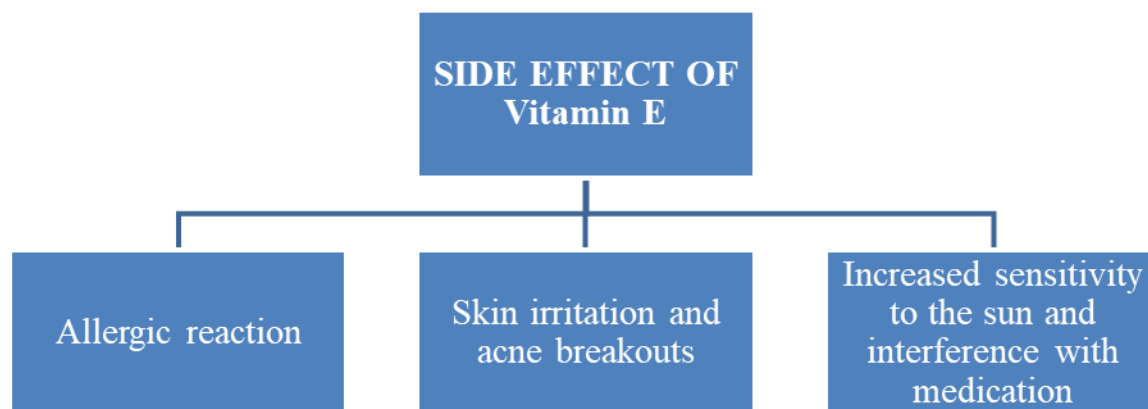 SIDE EFFECT OF
Vitamin E
Allergic reaction
Skin irritation and
acne breakouts
Increased sensitivity
to the sun and
interference with
medication